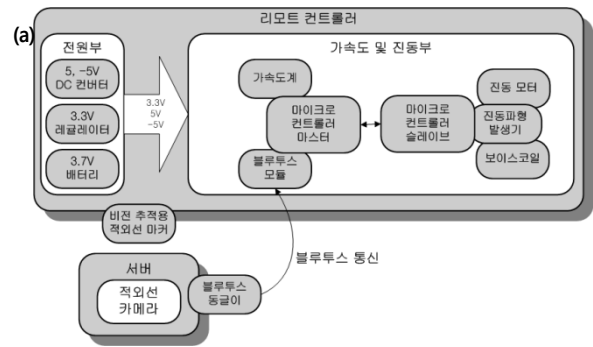 (a)
리모트 컨트롤러
전원부
5, -5V
DC 컨버터
3.3V
레귤레이터
3.7V
배터리
3.3V
5V
-5V
가속도 및 진동부
가속도계
마이크로
컨트롤러
마스터
블루투스
모듈
마이크로
컨트롤러
슬레이브
진동 모터
진동파형
발생기
보이스코일
비전 추적용
적외선 마커
서버
적외선
카메라
블루투스
동글이
블루투스 통신